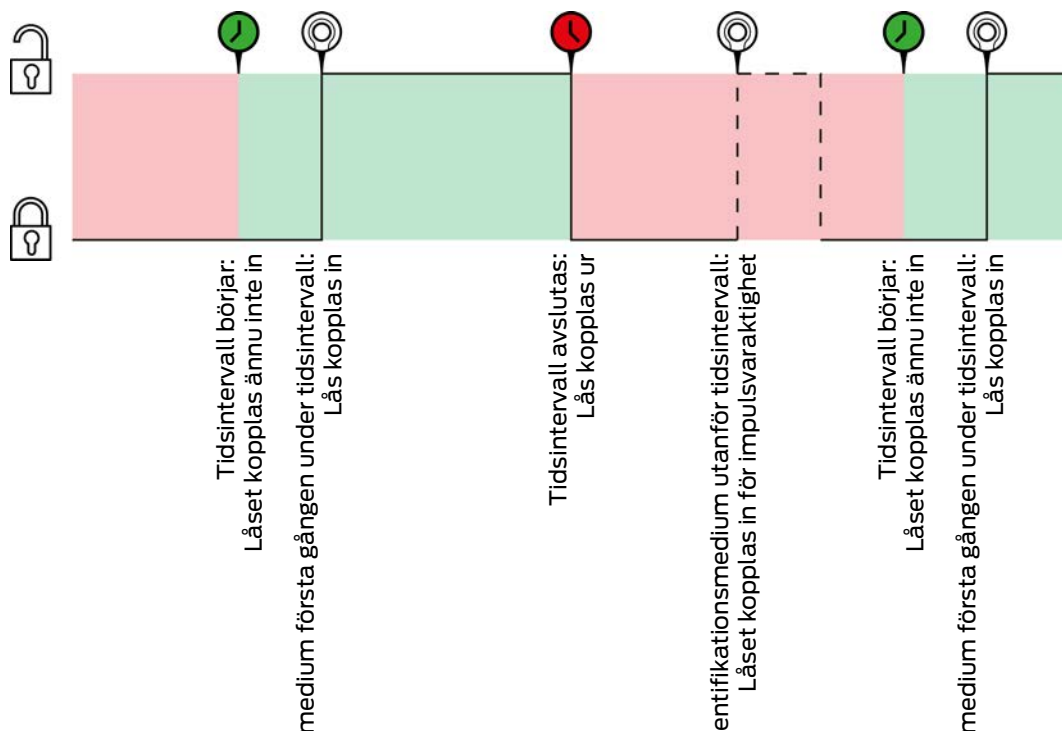 Tidsintervall börjar:
Låset kopplas ännu inte in
medium första gången under tidsintervall:
Lås kopplas in
Tidsintervall avslutas:
Lås kopplas ur
entifikationsmedium utanför tidsintervall:
Låset kopplas in för impulsvaraktighet
Tidsintervall börjar:
Låset kopplas ännu inte in
medium första gången under tidsintervall:
Lås kopplas in